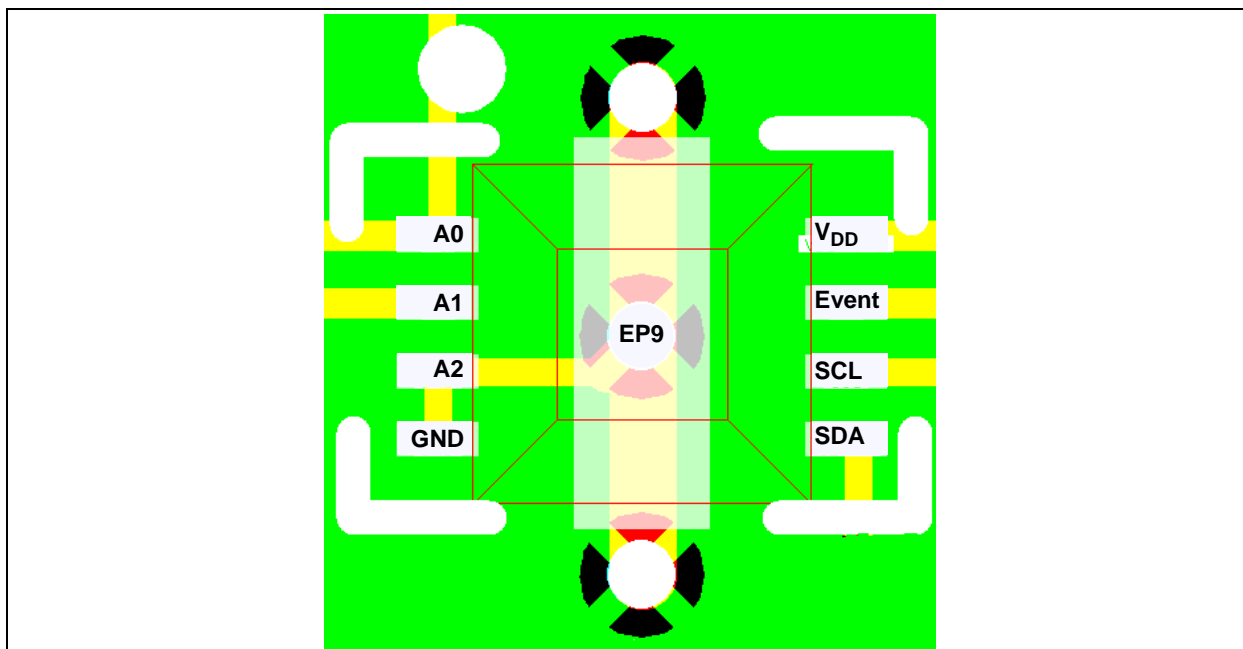 A0
A1
A2
GND
EP9
VDD
Event
SCL
SDA